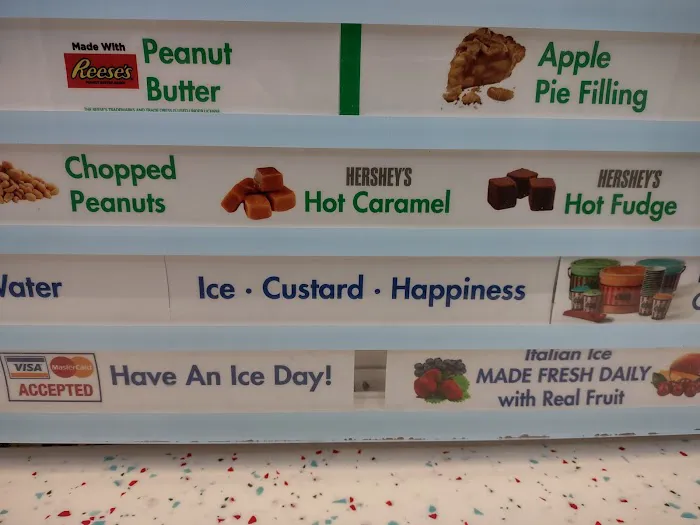 Made With
Reese's
Peanut
Butter
Apple
Pie Filling
Chopped
Peanuts
HERSHEY'S
Hot Caramel
HERSHEY'S
Hot Fudge
Ice · Custard · Happiness
VISA
MasterCard
ACCEPTED
Have An Ice Day!
Italian Ice
MADE FRESH DAILY
with Real Fruit